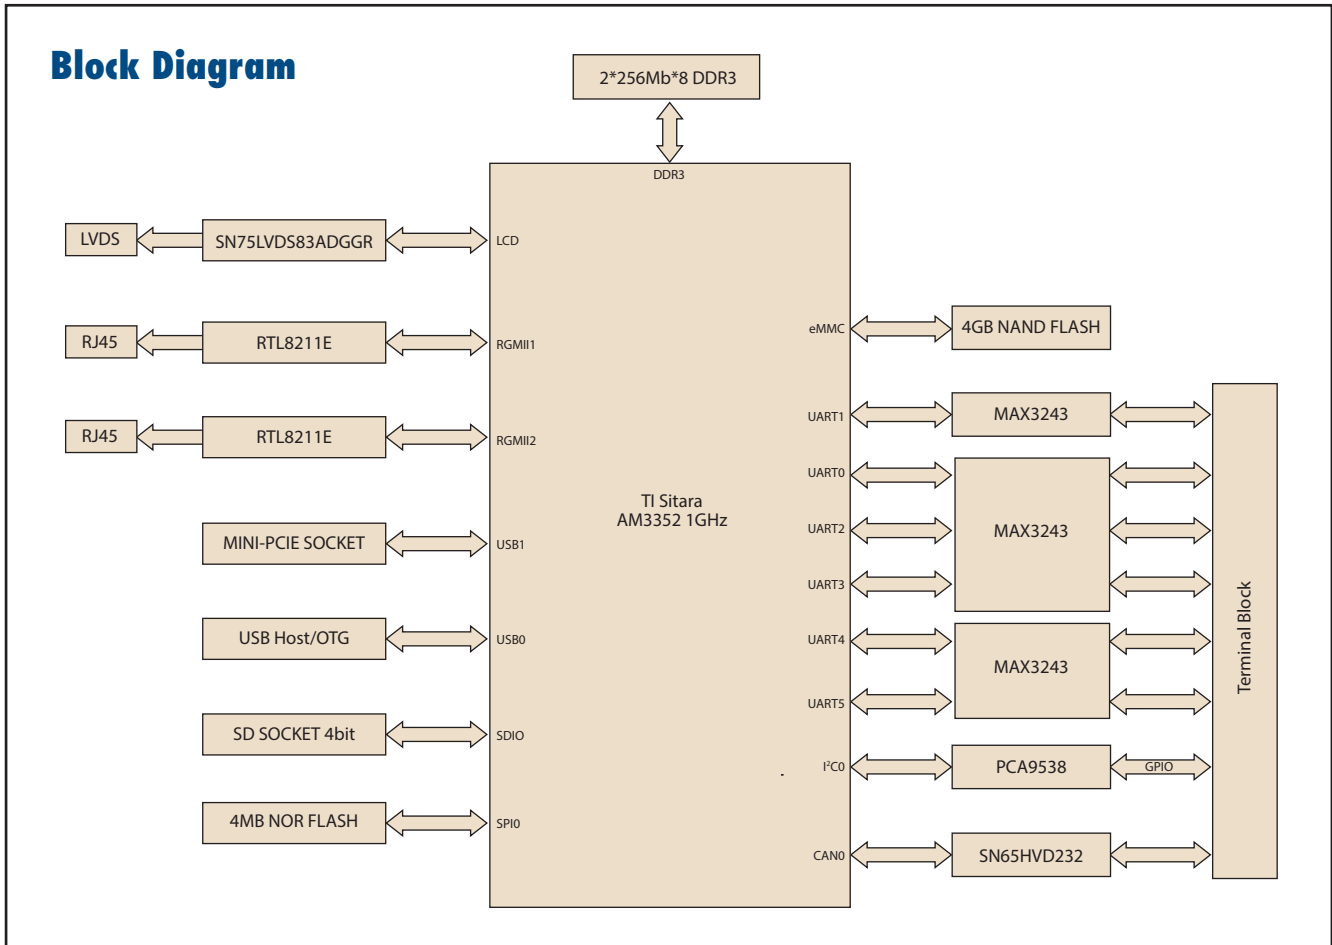 Block Diagram
2*256Mb*8 DDR3
DDR3
LVDS
SN75LVDS83ADGGR
LCD
RJ45
RTL8211E
RGMII1
RJ45
RTL8211E
RGMII2
MINI-PCIE SOCKET
USB1
USB Host/OTG
USB0
SD SOCKET 4bit
SDIO
4MB NOR FLASH
SPI0
TI Sitara
AM3352 1GHz
eMMC
4GB NAND FLASH
UART1
MAX3243
UART0
UART2
MAX3243
UART3
UART4
MAX3243
UART5
I²C0
PCA9538
GPIO
CAN0
SN65HVD232
Terminal Block